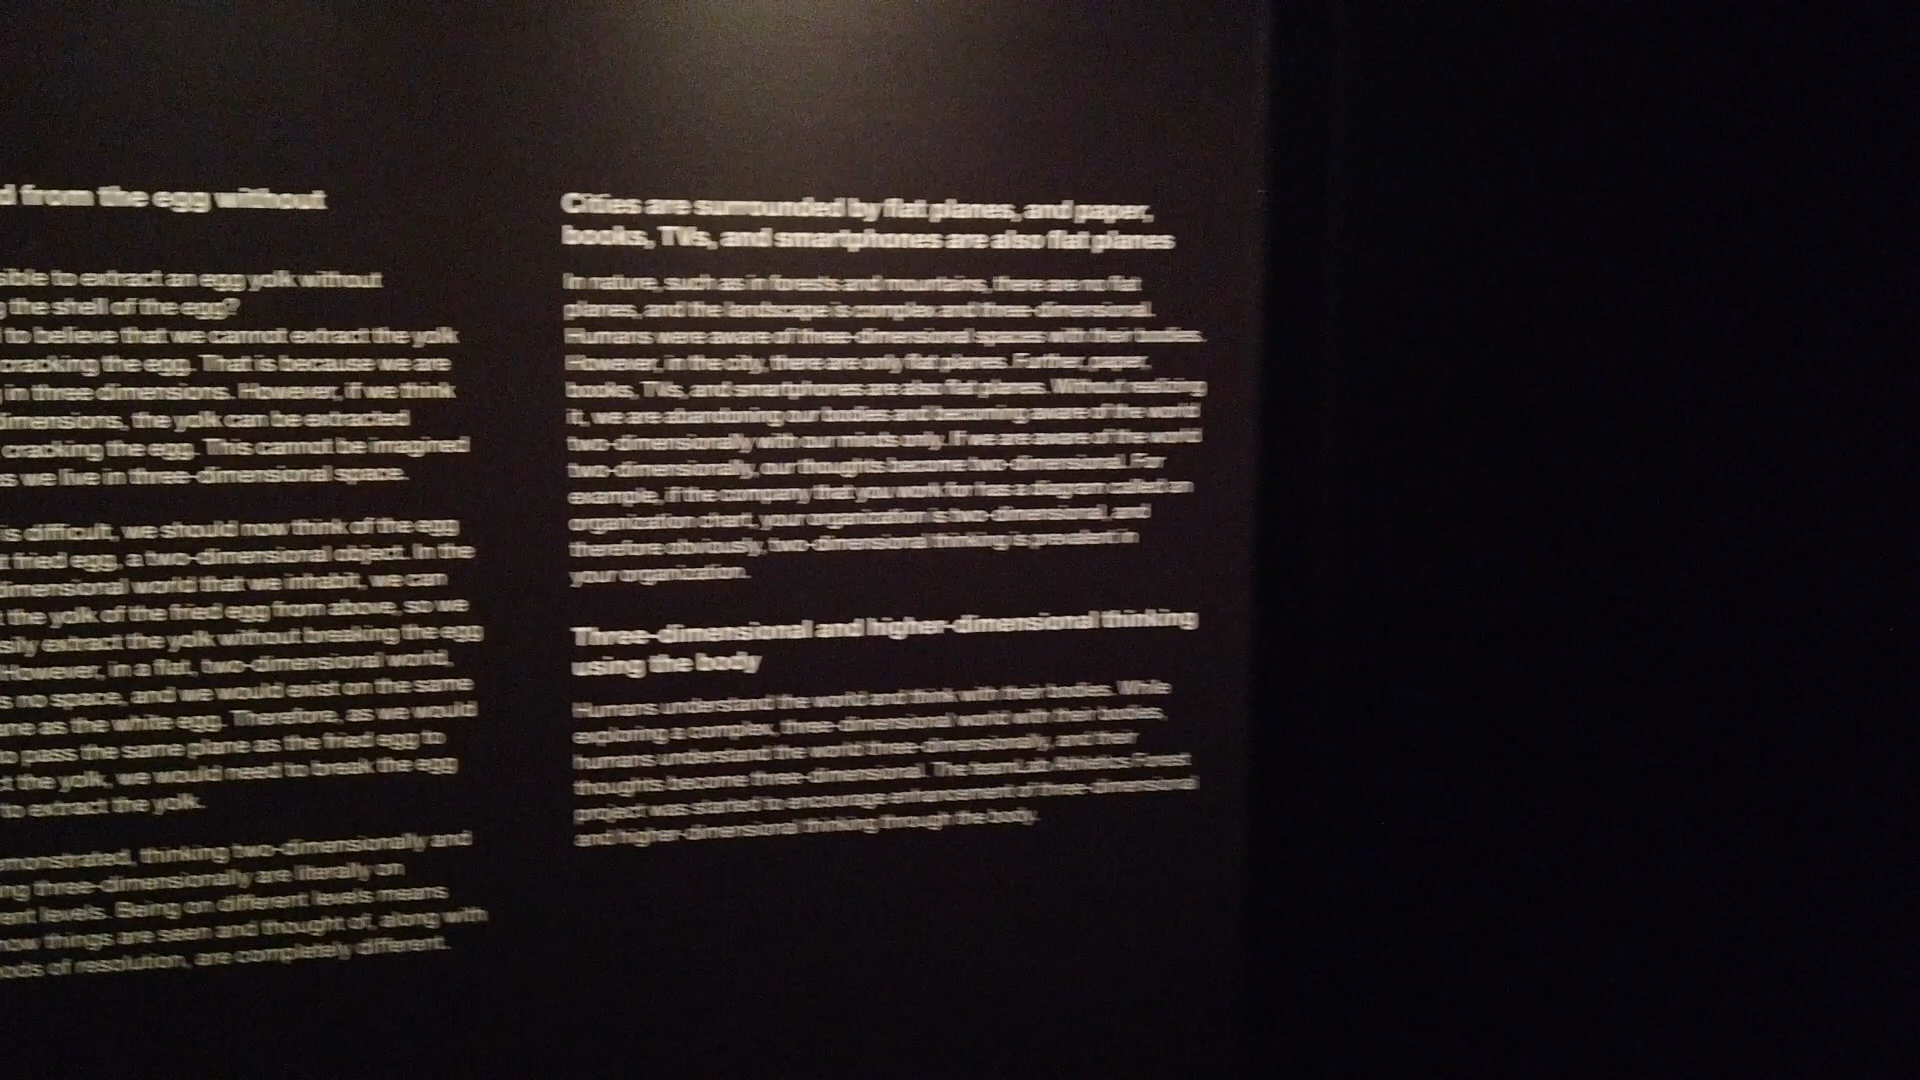 d from the egg without
sible to extract an egg yolk without
g the shell of the egg?
to believe that we cannot extract the yolk
cracking the egg. That is because we are
in three dimensions. However, if we think
imensions, the yolk can be extracted
cracking the egg. This cannot be imagined
s we live in three-dimensional space.
is difficult, we should now think of the egg
t fried egg, a two-dimensional object. In the
dimensional world that we inhabit, we can
t the yolk of the fried egg from above, so we
sily extract the yolk without breaking the egg
However, in a flat, two-dimensional world,
s no space, and we would exist on the same
ne as the white egg. Therefore, as we would
to pass the same plane as the fried egg to
ct the yolk, we would need to break the egg
to extract the yolk.
monstrated, thinking two-dimensionally and
ng three-dimensionally are literally on
rent levels. Being on different levels means
how things are seen and thought of, along with
ods of resolution, are completely different.
Cities are surrounded by flat planes, and paper,
books, TVs, and smartphones are also flat planes
In nature, such as in forests and mountains, there are no flat
planes, and the landscape is complex and three-dimensional.
Humans were aware of three-dimensional spaces with their bodies.
However, in the city, there are only flat planes. Further, paper,
books, TVs, and smartphones are also flat planes. Without realizing
it, we are abandoning our bodies and becoming aware of the world
two-dimensionally with our minds only. If we are aware of the world
two-dimensionally, our thoughts become two-dimensional. For
example, if the company that you work for has a diagram called an
organization chart, your organization is two-dimensional, and
therefore obviously, two-dimensional thinking is prevalent in
your organization.
Three-dimensional and higher-dimensional thinking
using the body
Humans understand the world and think with their bodies. While
exploring a complex, three-dimensional world with their bodies,
humans understand the world three-dimensionally, and their
thoughts become three-dimensional. The teamLab Athletics Forest
project was started to encourage enhancement of three-dimensional
and higher-dimensional thinking through the body.